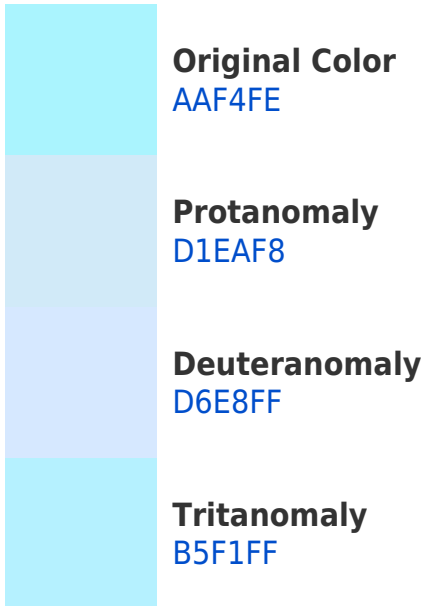 Original Color
AAF4FE
Protanomaly
D1EAF8
Deuteranomaly
D6E8FF
Tritanomaly
B5F1FF